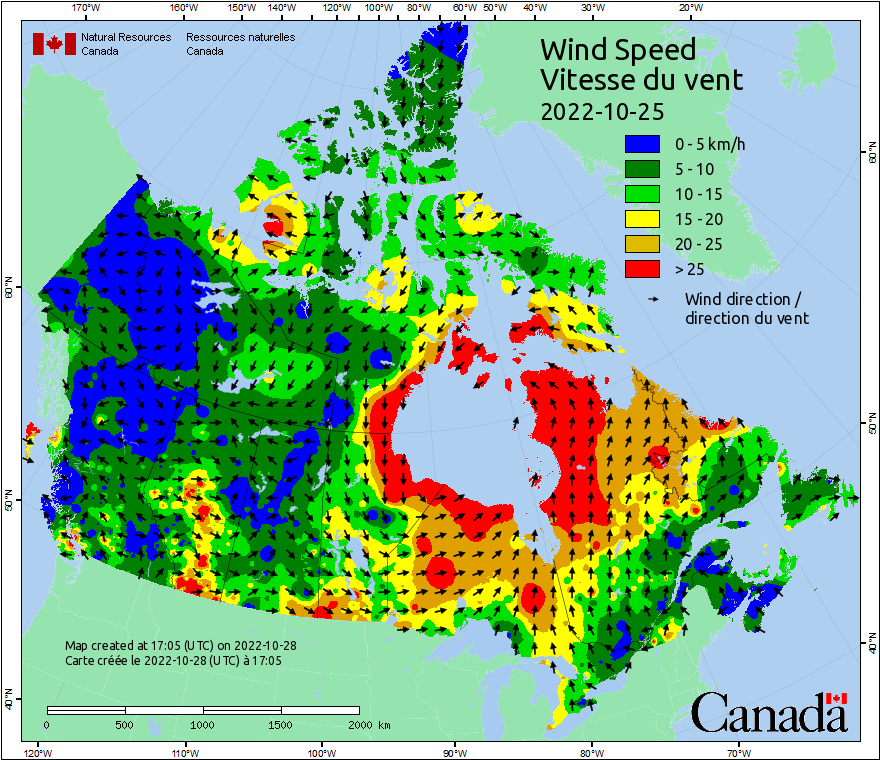 170°W 160°W 150°W 140°W 120°W 100°W 80°W 60°W 50°W 40°W 30°W 20°W
Natural Resources Canada
Ressources naturelles Canada
Wind Speed
Vitesse du vent
2022-10-25
0 - 5 km/h
5 - 10
10 - 15
15 - 20
20 - 25
> 25
Wind direction /
direction du vent
60°N
50°N
40°N
60°N
50°N
40°N
Map created at 17:05 (UTC) on 2022-10-28
Carte créée le 2022-10-28 (UTC) à 17:05
0 500 1000 1500 2000 km
Canada
120°W 110°W 100°W 90°W 80°W 70°W